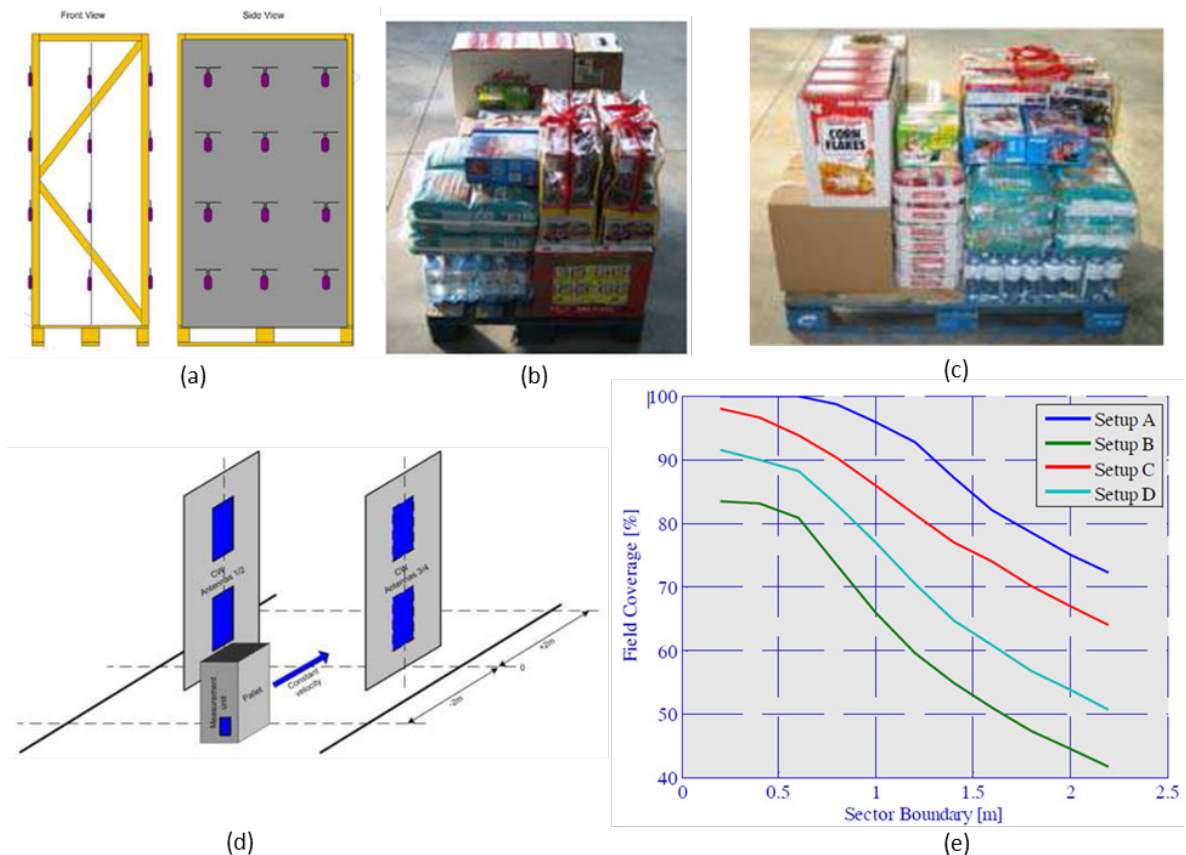 Front View
Side View
CORN
FLAKES
(a)
(b)
(c)
CW
Antennas 1/2
CW
Antennas 3/4
Measurement
unit
Pallet
Constant
velocity
+2m
0
-2m
(d)
100
90
80
70
60
50
40
Field Coverage [%]
Setup A
Setup B
Setup C
Setup D
0
0.5
1
1.5
2
2.5
Sector Boundary [m]
(e)